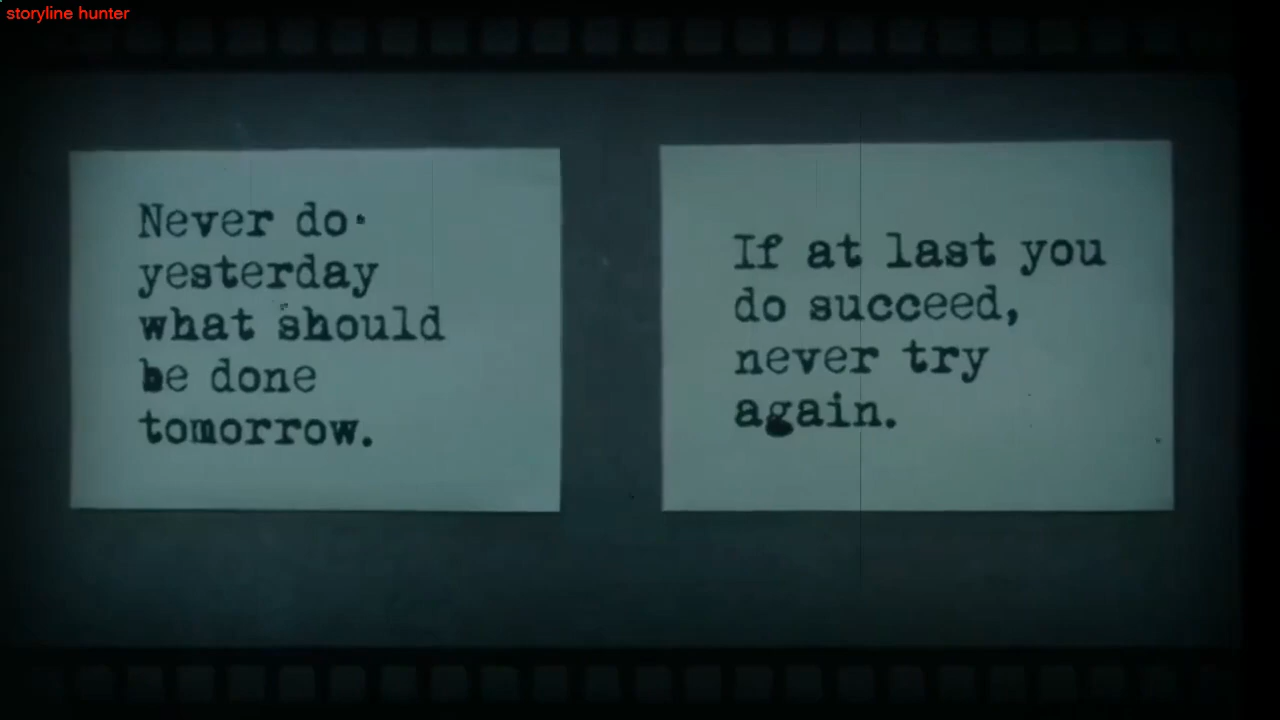 storyline hunter
Never do
yesterday
what should
be done
tomorrow.
If at last you
do succeed,
never try
again.